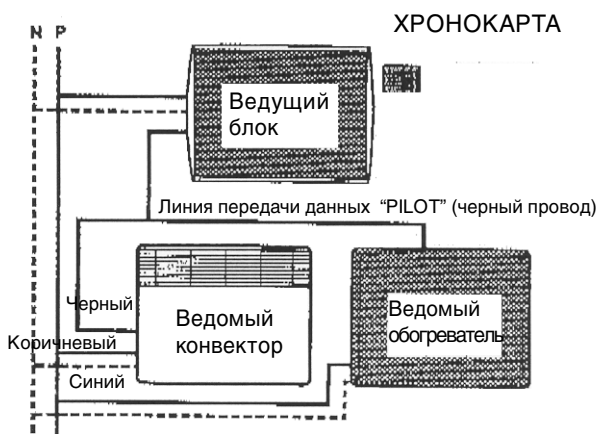 ХРОНОКАРТА
N P
Ведущий
блок
Линия передачи данных "PILOT" (черный провод)
Черный
Ведомый
конвектор
Ведомый
обогреватель
Коричневый
Синий